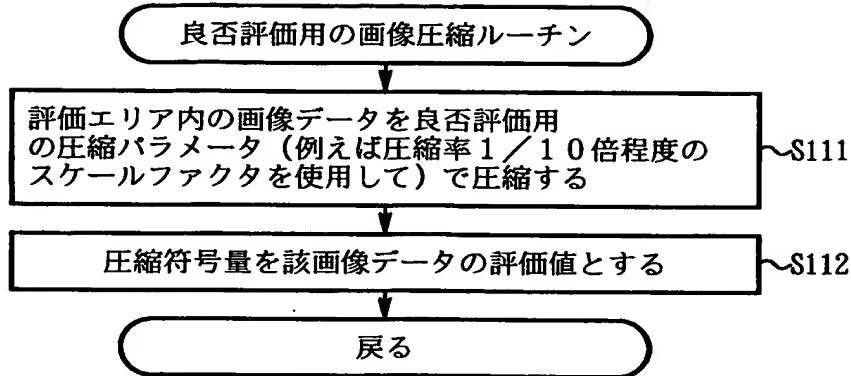 良否評価用の画像圧縮ルーチン
評価エリア内の画像データを良否評価用
の圧縮パラメータ（例えば圧縮率１／１０倍程度の
スケールファクタを使用して）で圧縮する
S111
圧縮符号量を該画像データの評価値とする
S112
戻る